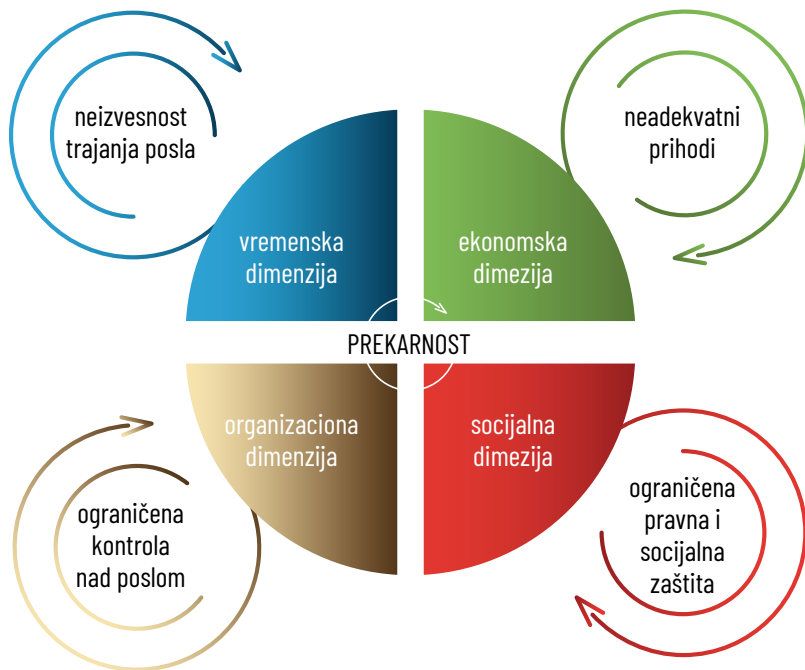 neizvesnost
trajanja posla
neadekvatni
prihodi
vremenska
dimenzija
ekonomska
dimezija
PREKARNOST
organizaciona
dimenzija
socijalna
dimezija
ograničena
kontrola
nad poslom
ograničena
pravna i
socijalna
zaštita